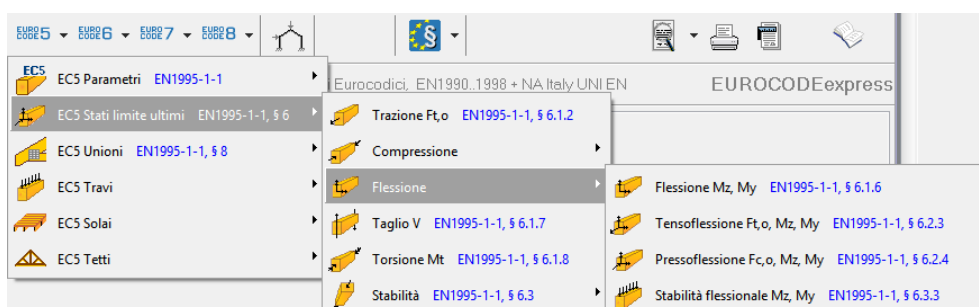 EURO CODE 5 EURO CODE 6 EURO CODE 7 EURO CODE 8
Eurocodici, EN1990..1998 + NA Italy UNI EN EUROCODEexpress
EC5
EC5 Parametri EN1995-1-1
EC5 Stati limite ultimi EN1995-1-1, § 6
EC5 Unioni EN1995-1-1, § 8
EC5 Travi
EC5 Solai
EC5 Tetti
Trazione Ft,o EN1995-1-1, § 6.1.2
Compressione
Flessione
Taglio V EN1995-1-1, § 6.1.7
Torsione Mt EN1995-1-1, § 6.1.8
Stabilità EN1995-1-1, § 6.3
Flessione Mz, My EN1995-1-1, § 6.1.6
Tensoflessione Ft,o, Mz, My EN1995-1-1, § 6.2.3
Pressoflessione Fc,o, Mz, My EN1995-1-1, § 6.2.4
Stabilità flessionale Mz, My EN1995-1-1, § 6.3.3